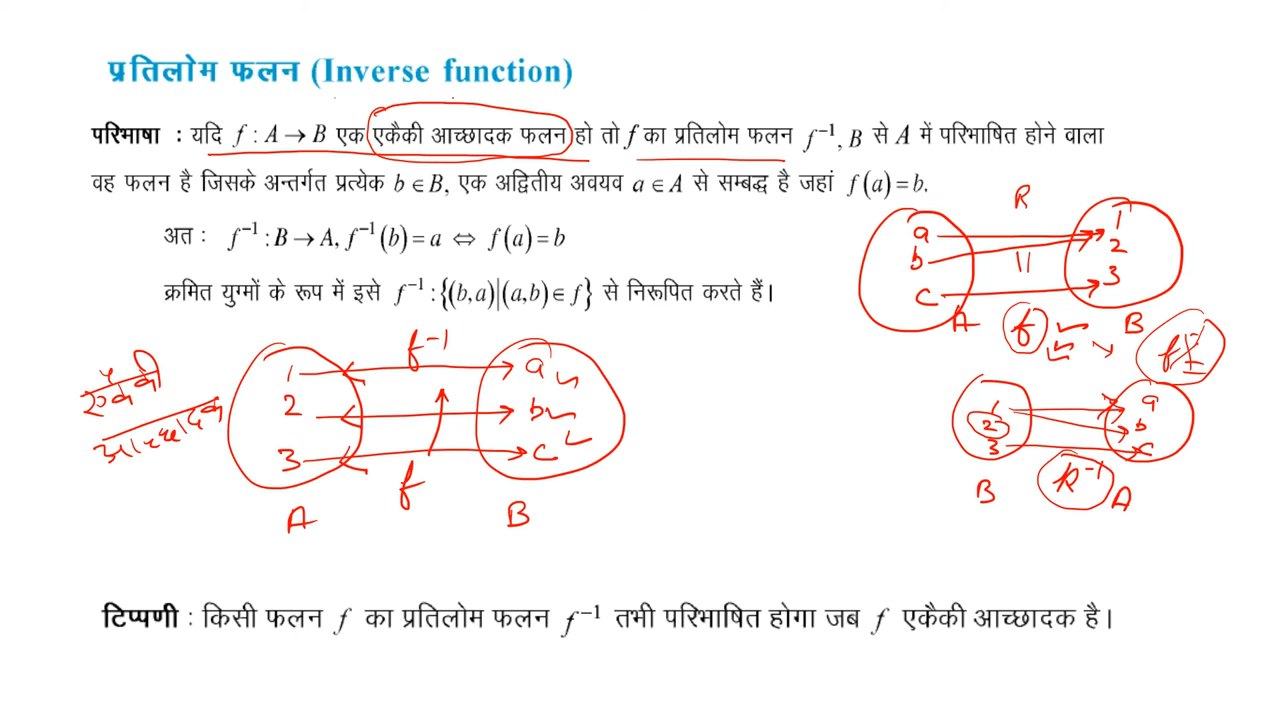 प्रतिलोम फलन (Inverse function)
परिभाषा : यदि f : A → B एक एकैकी आच्छादक फलन हो तो f का प्रतिलोम फलन f⁻¹, B से A में परिभाषित होने वाला
वह फलन है जिसके अन्तर्गत प्रत्येक b ∈ B, एक अद्वितीय अवयव a ∈ A से सम्बद्ध है जहां f(a) = b.
अतः f⁻¹ : B → A, f⁻¹(b) = a ⇔ f(a) = b
क्रमित युग्मों के रूप में इसे f⁻¹ : {(b,a)|(a,b) ∈ f} से निरूपित करते हैं।
R
a 1
b 2
c 3
A B
f
f⁻¹
एकैकी
आच्छादक
1 a
2 b
3 c
f
A B
1 a
2 b
3 c
R⁻¹
B A
टिप्पणी : किसी फलन f का प्रतिलोम फलन f⁻¹ तभी परिभाषित होगा जब f एकैकी आच्छादक है।